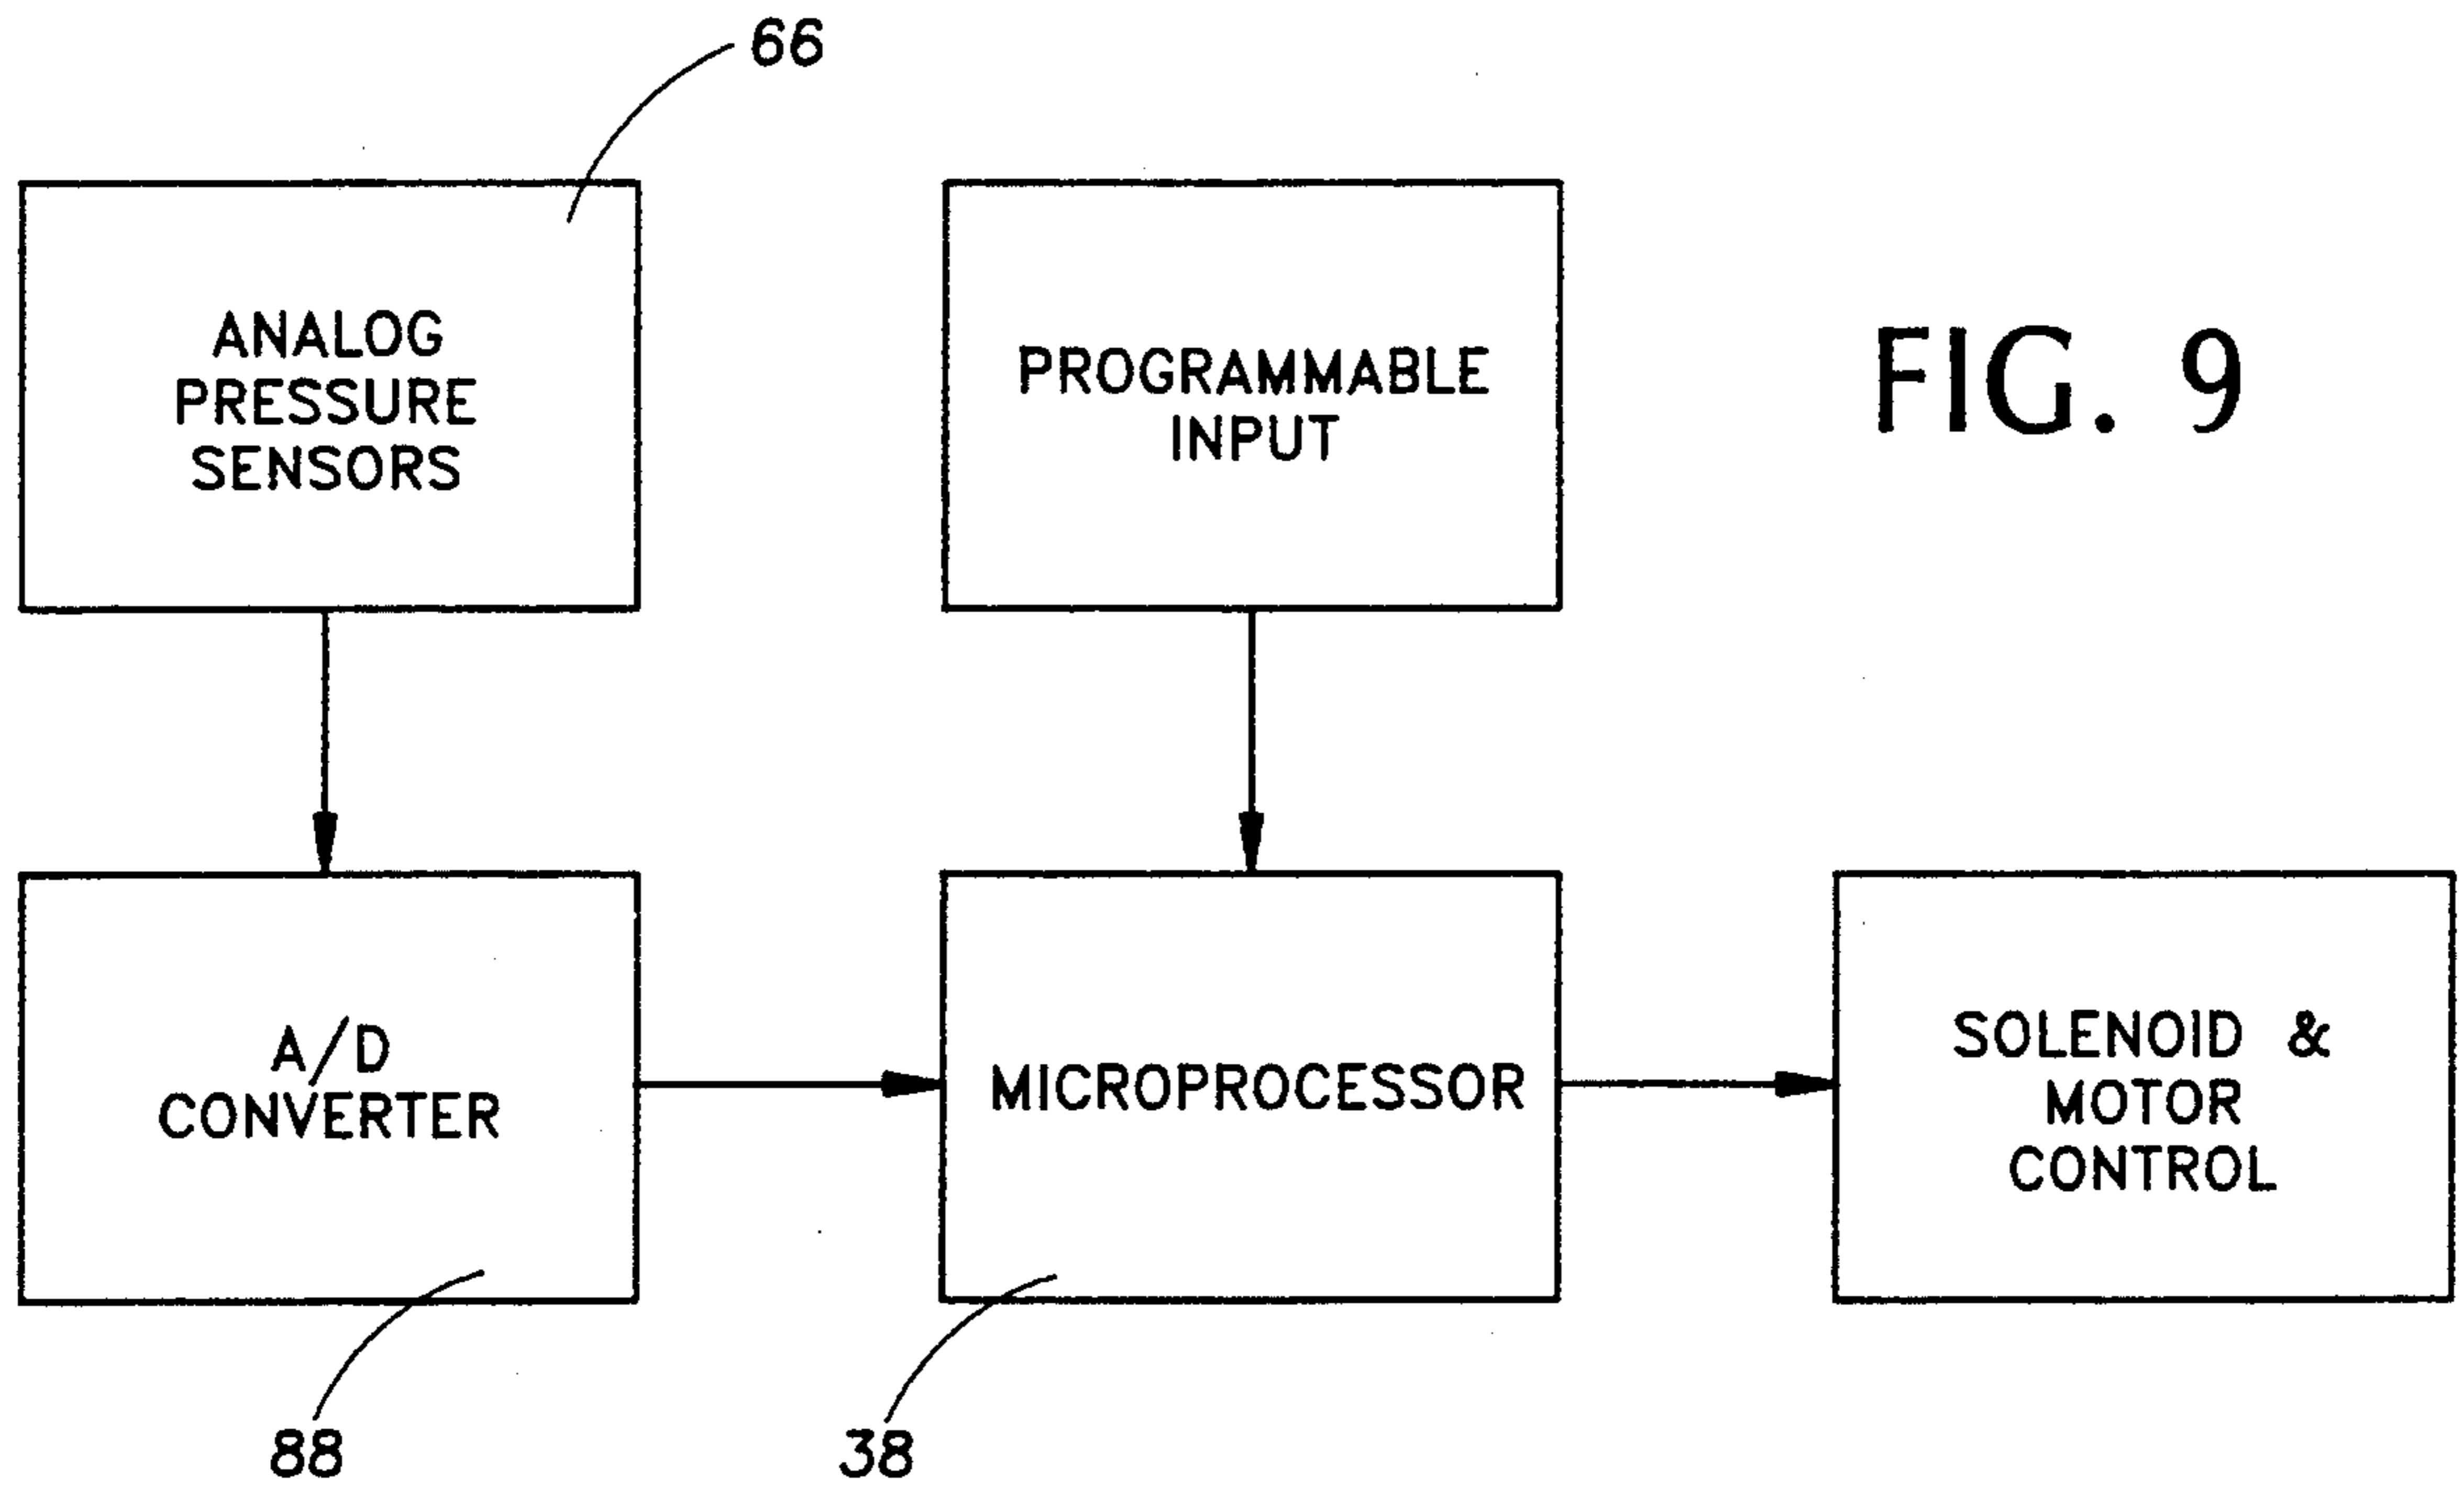 66
ANALOG
PRESSURE
SENSORS
PROGRAMMABLE
INPUT
FIG. 9
A/D
CONVERTER
MICROPROCESSOR
SOLENOID &
MOTOR
CONTROL
88
38